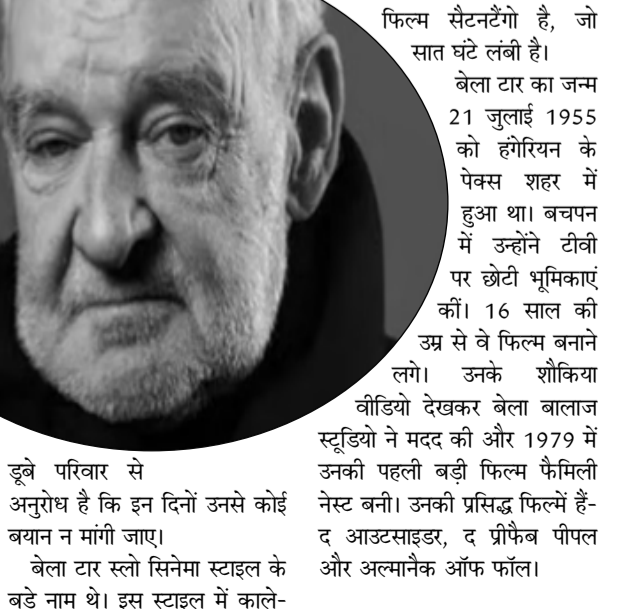 डूबे परिवार से
अनुरोध है कि इन दिनों उनसे कोई
बयान न मांगी जाए।
बेला टार स्लो सिनेमा स्टाइल के
बडे नाम थे। इस स्टाइल में काले-
फिल्म सैटनटैंगो है, जो
सात घंटे लंबी है।
बेला टार का जन्म
21 जुलाई 1955
को हंगेरियन के
पेक्स शहर में
हुआ था। बचपन
में उन्होंने टीवी
पर छोटी भूमिकाएं
कीं। 16 साल की
उम्र से वे फिल्म बनाने
लगे। उनके शौकिया
वीडियो देखकर बेला बालाज
स्टूडियो ने मदद की और 1979 में
उनकी पहली बड़ी फिल्म फैमिली
नेस्ट बनी। उनकी प्रसिद्ध फिल्में हैं-
द आउटसाइडर, द प्रीफैब पीपल
और अल्मानैक ऑफ फॉल।